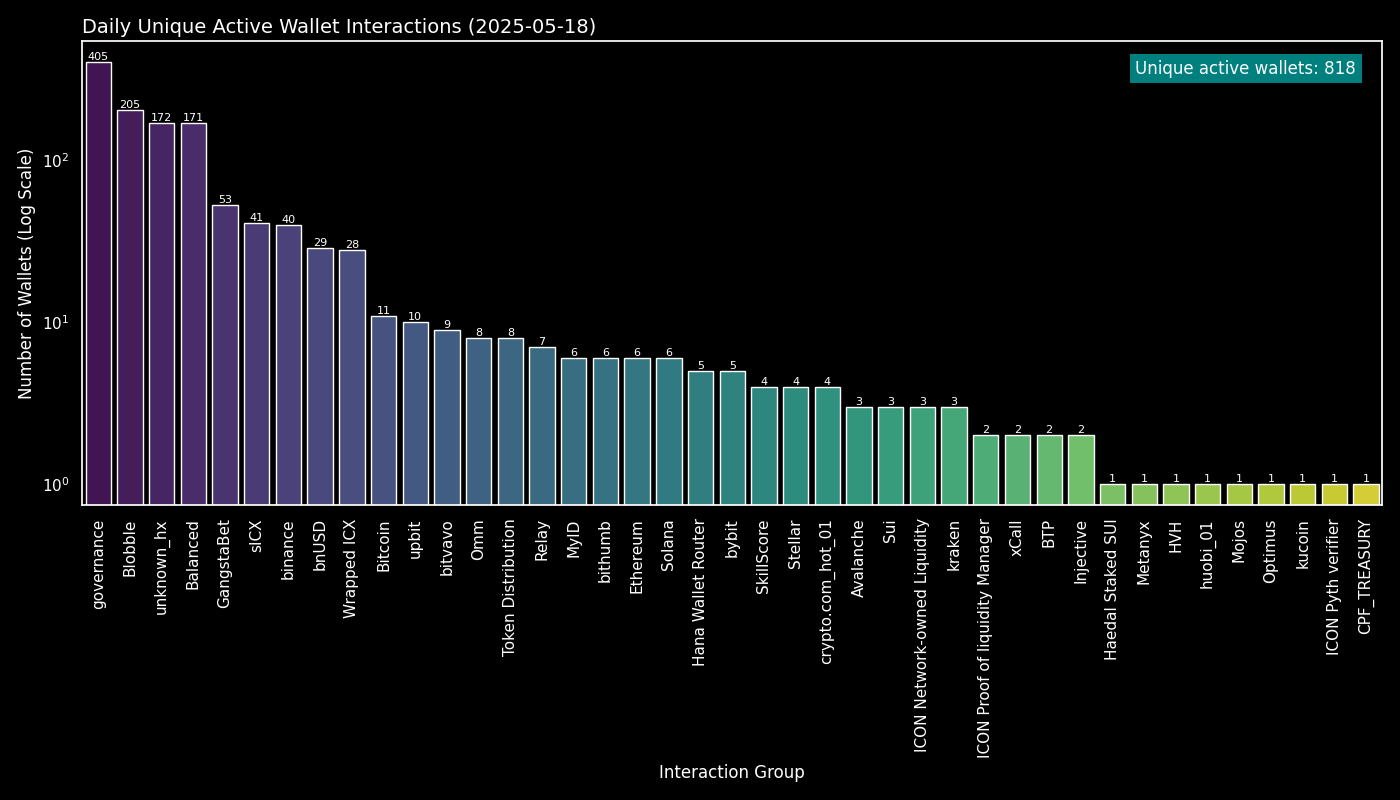 Daily Unique Active Wallet Interactions (2025-05-18)
Unique active wallets: 818
Number of Wallets (Log Scale)
10²
10¹
10⁰
405
205
172
171
53
41
40
29
28
11
10
9
8
8
7
6
6
6
6
5
5
4
4
4
3
3
3
3
2
2
2
2
1
1
1
1
1
1
1
1
1
governance
Blobble
unknown_hx
Balanced
GangstaBet
sICX
binance
bnUSD
Wrapped ICX
Bitcoin
upbit
bitvavo
Omm
Token Distribution
Relay
MyID
bithumb
Ethereum
Solana
Hana Wallet Router
bybit
SkillScore
Stellar
crypto.com_hot_01
Avalanche
Sui
ICON Network-owned Liquidity
kraken
ICON Proof of liquidity Manager
xCall
BTP
Injective
Haedal Staked SUI
Metanyx
HVH
huobi_01
Mojos
Optimus
kucoin
ICON Pyth verifier
CPF_TREASURY
Interaction Group